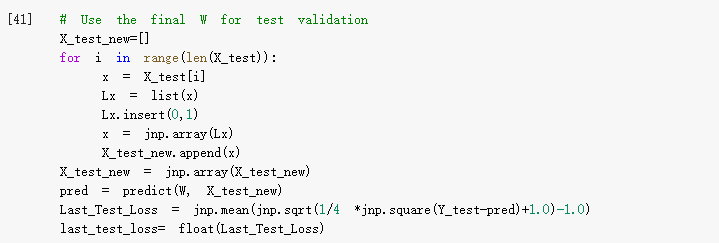 [41] # Use the final W for test validation
X_test_new=[]
for i in range(len(X_test)):
x = X_test[i]
Lx = list(x)
Lx.insert(0,1)
x = jnp.array(Lx)
X_test_new.append(x)
X_test_new = jnp.array(X_test_new)
pred = predict(W, X_test_new)
Last_Test_Loss = jnp.mean(jnp.sqrt(1/4 *jnp.square(Y_test-pred)+1.0)-1.0)
last_test_loss= float(Last_Test_Loss)